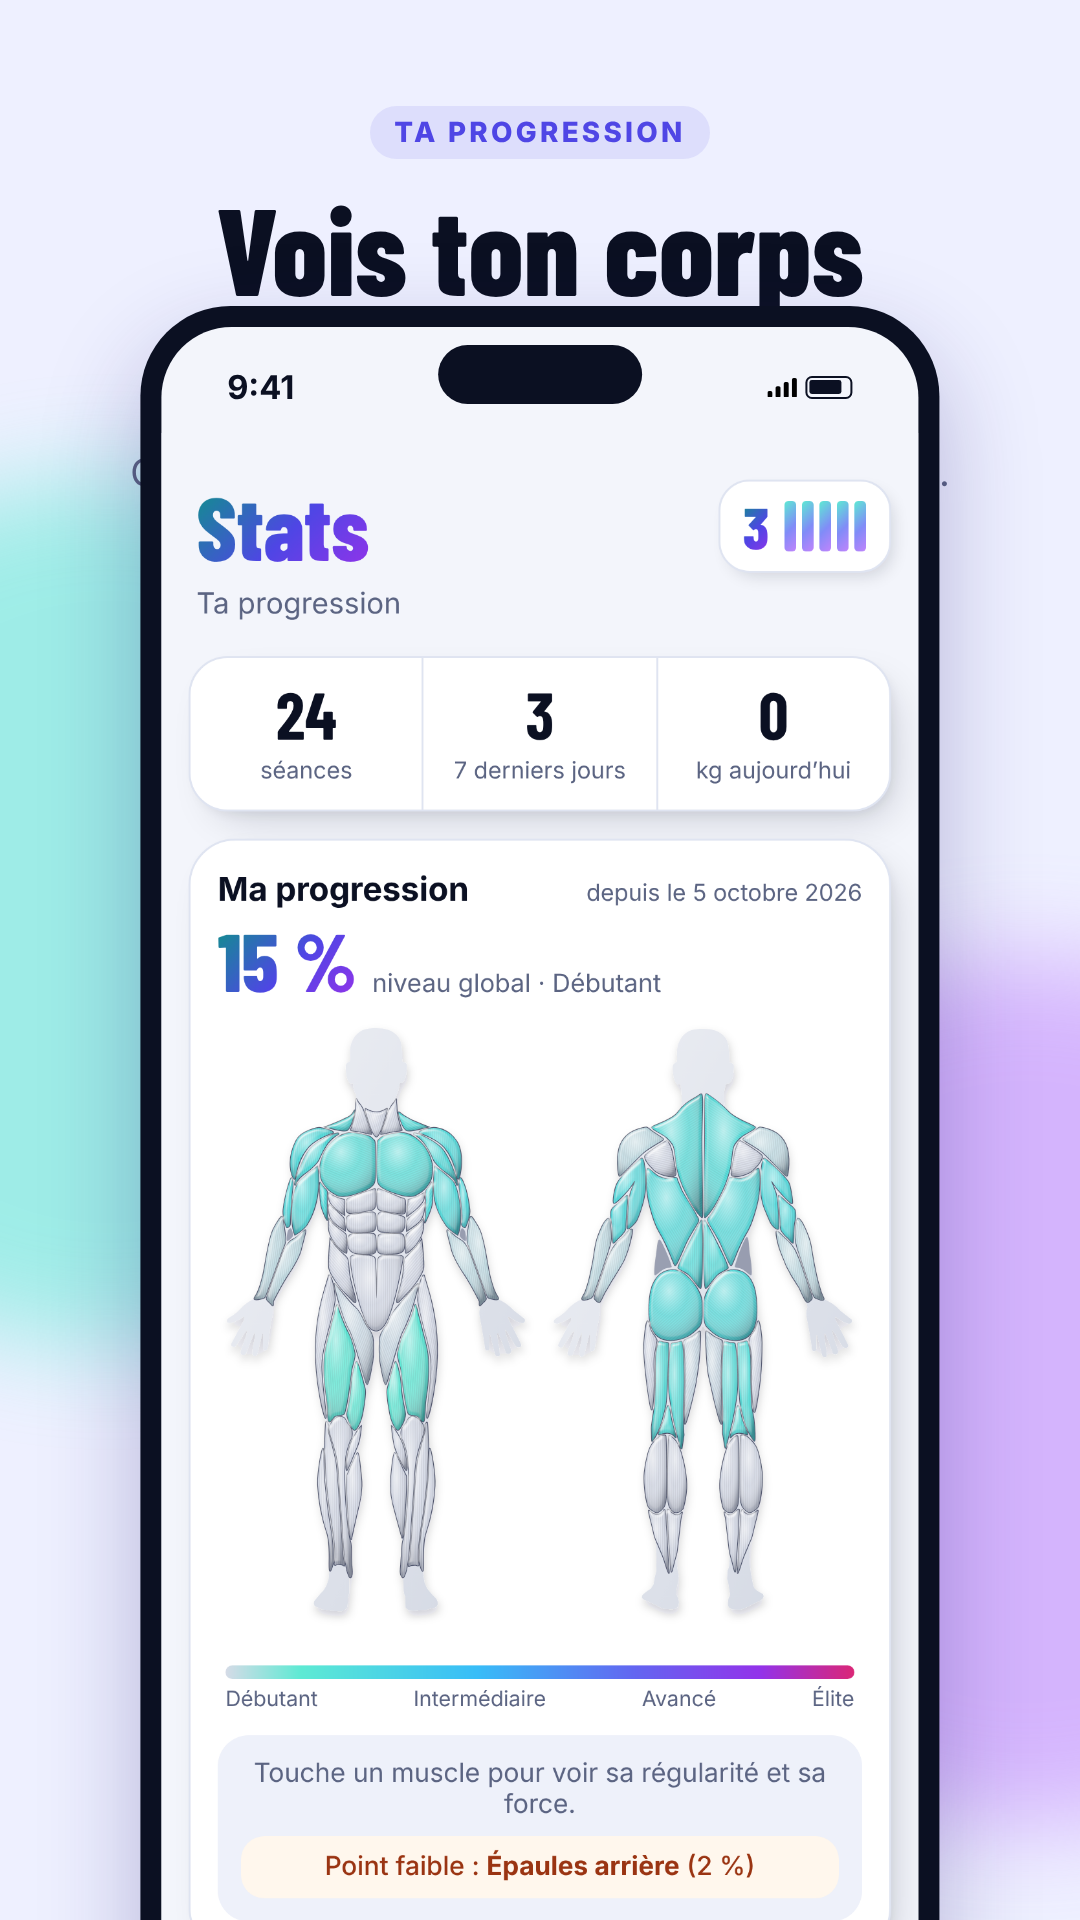 TA PROGRESSION
Vois ton corps
9:41
Stats
3
Ta progression
24
séances
3
7 derniers jours
0
kg aujourd’hui
Ma progression
depuis le 5 octobre 2026
15 %
niveau global · Débutant
Débutant
Intermédiaire
Avancé
Élite
Touche un muscle pour voir sa régularité et sa
force.
Point faible : Épaules arrière (2 %)